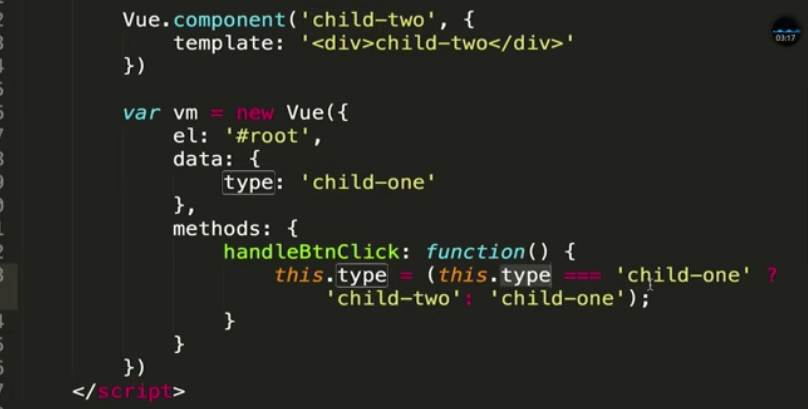 Vue.component('child-two', {
template: '<div>child-two</div>'
})
var vm = new Vue({
el: '#root',
data: {
type: 'child-one'
},
methods: {
handleBtnClick: function() {
this.type = (this.type === 'child-one' ?
'child-two': 'child-one');
}
}
})
</script>
03:17